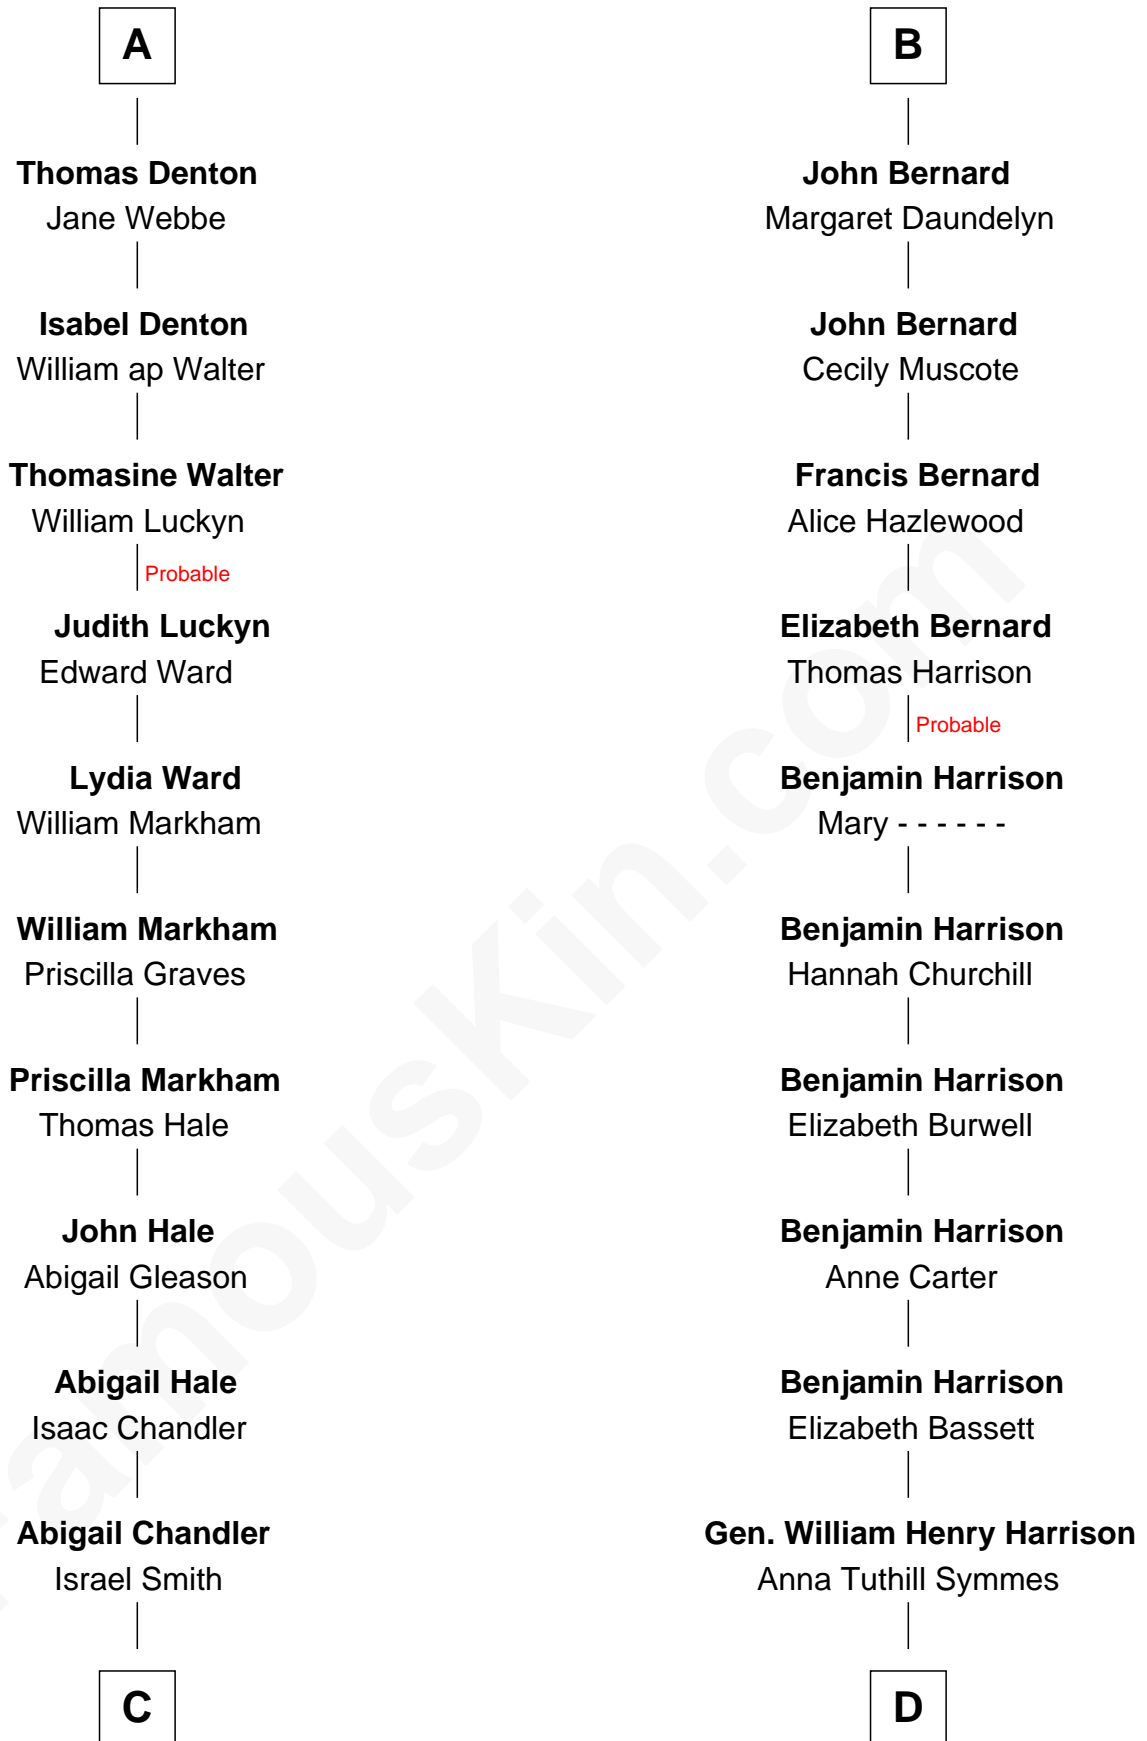 A
Thomas Denton
Jane Webbe
Isabel Denton
William ap Walter
Thomasine Walter
William Luckyn
Probable
Judith Luckyn
Edward Ward
Lydia Ward
William Markham
William Markham
Priscilla Graves
Priscilla Markham
Thomas Hale
John Hale
Abigail Gleason
Abigail Hale
Isaac Chandler
Abigail Chandler
Israel Smith
C
B
John Bernard
Margaret Daundelyn
John Bernard
Cecily Muscote
Francis Bernard
Alice Hazlewood
Elizabeth Bernard
Thomas Harrison
Probable
Benjamin Harrison
Mary - - - - - -
Benjamin Harrison
Hannah Churchill
Benjamin Harrison
Elizabeth Burwell
Benjamin Harrison
Anne Carter
Benjamin Harrison
Elizabeth Bassett
Gen. William Henry Harrison
Anna Tuthill Symmes
D
FamousKin.com